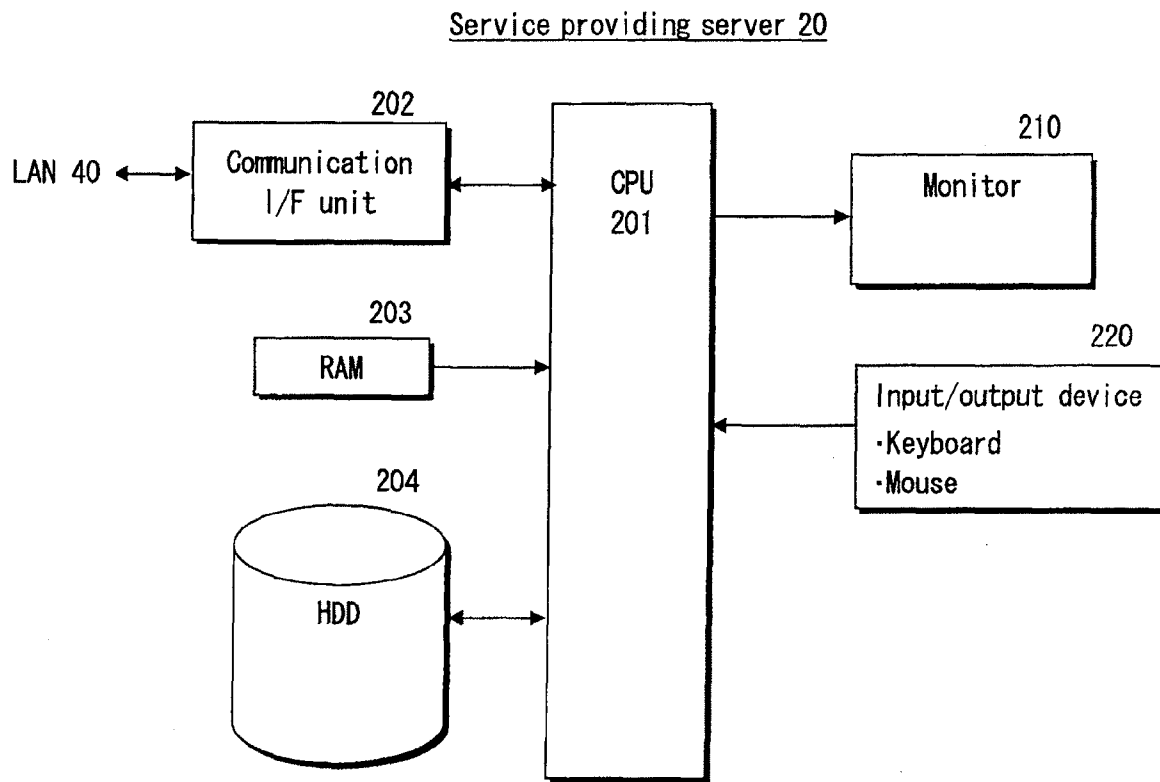 Service providing server 20
202
LAN 40
Communication
I/F unit
CPU
201
210
Monitor
203
RAM
220
Input/output device
·Keyboard
·Mouse
204
HDD